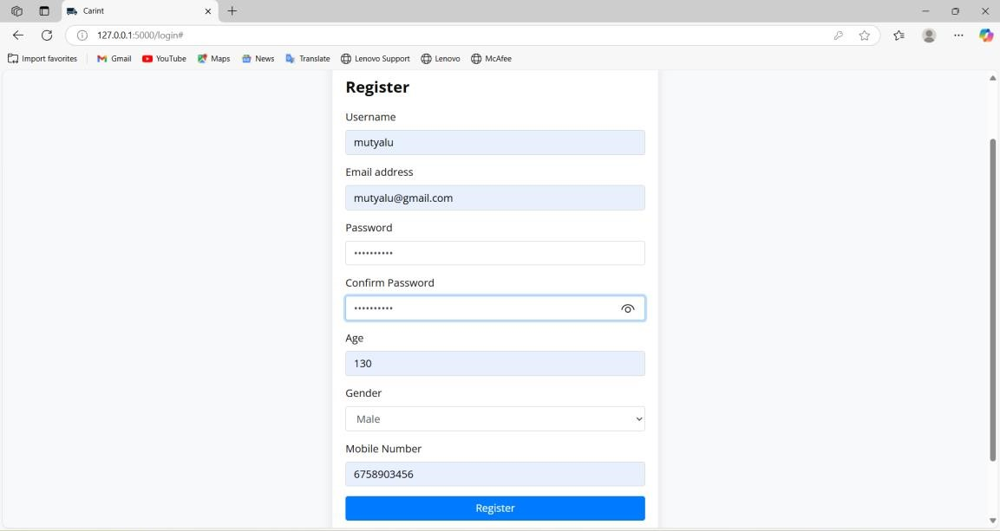 Carint
127.0.0.1:5000/login#
Import favorites Gmail YouTube Maps News Translate Lenovo Support Lenovo McAfee
Register
Username
mutyalu
Email address
mutyalu@gmail.com
Password
••••••••••
Confirm Password
••••••••••
Age
130
Gender
Male
Mobile Number
6758903456
Register